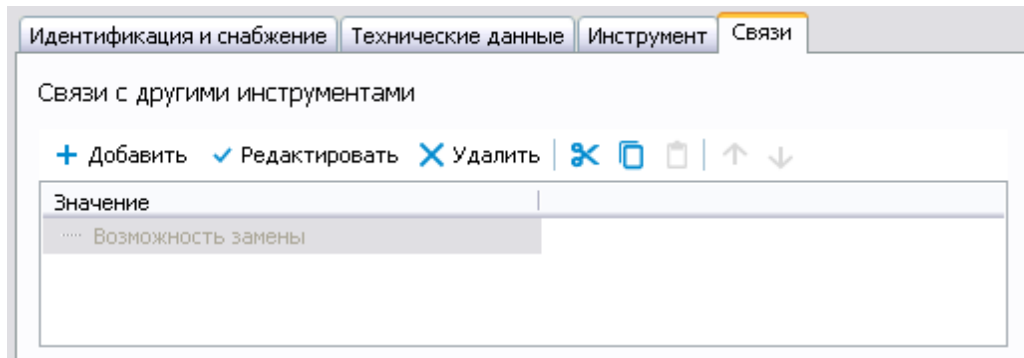 Идентификация и снабжение Технические данные Инструмент Связи
Связи с другими инструментами
Добавить Редактировать Удалить
Значение
Возможность замены